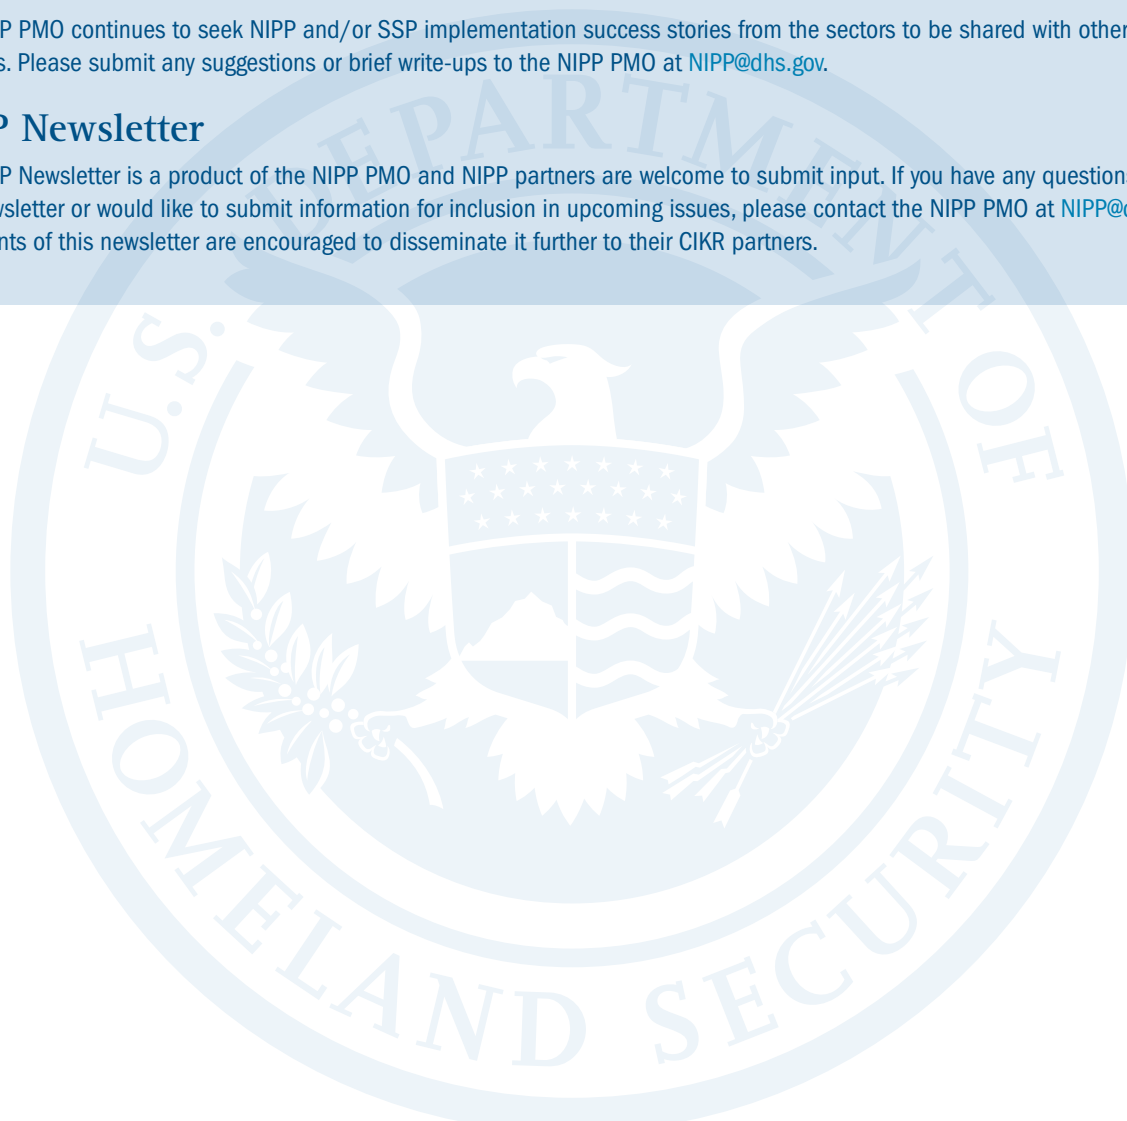 P PMO continues to seek NIPP and/or SSP implementation success stories from the sectors to be shared with other
s. Please submit any suggestions or brief write-ups to the NIPP PMO at NIPP@dhs.gov.
P Newsletter
P Newsletter is a product of the NIPP PMO and NIPP partners are welcome to submit input. If you have any question
wsletter or would like to submit information for inclusion in upcoming issues, please contact the NIPP PMO at NIPP@
nts of this newsletter are encouraged to disseminate it further to their CIKR partners.
U.S. DEPARTMENT OF
HOMELAND SECURITY